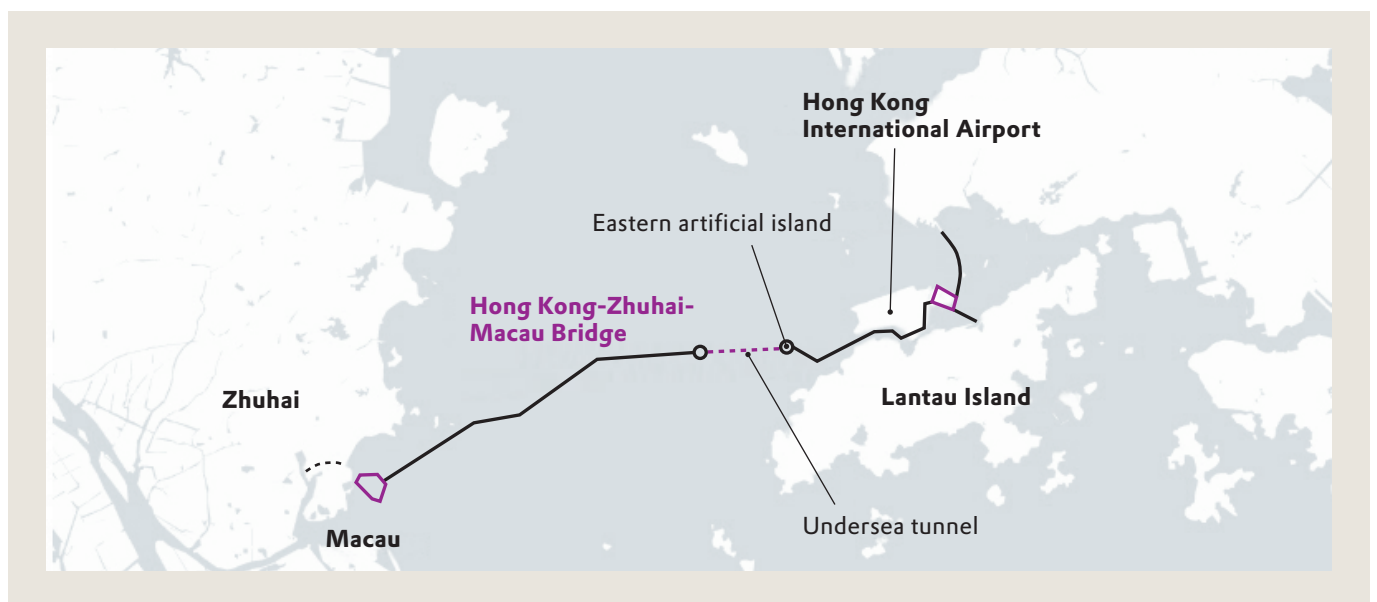 Hong Kong
International Airport
Eastern artificial island
Hong Kong-Zhuhai-
Macau Bridge
Zhuhai
Lantau Island
Undersea tunnel
Macau